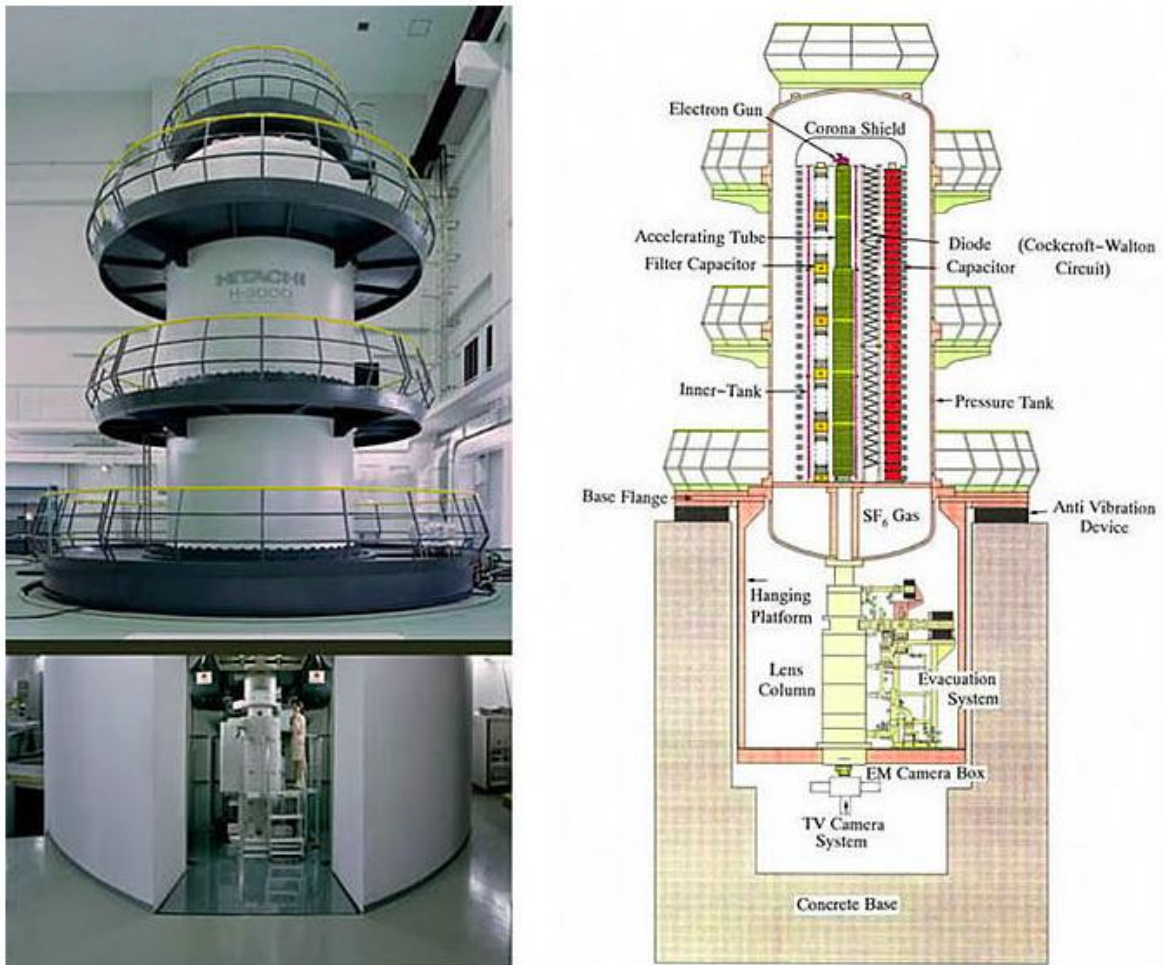 HITACHI
H-3000
Electron Gun
Corona Shield
Accelerating Tube
Diode
(Cockcroft-Walton
Circuit)
Filter Capacitor
Capacitor
Inner-Tank
Pressure Tank
Base Flange
SF6 Gas
Anti Vibration
Device
Hanging
Platform
Lens
Column
Evacuation
System
EM Camera Box
TV Camera
System
Concrete Base